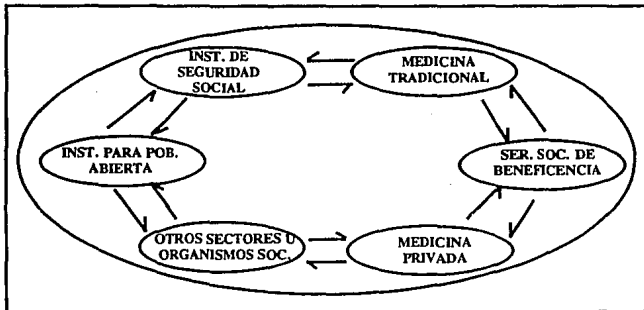 INST. DE
SEGURIDAD
SOCIAL
MEDICINA
TRADICIONAL
INST. PARA POB.
ABIERTA
SER. SOC. DE
BENEFICENCIA
OTROS SECTORES U
ORGANISMOS SOC.
MEDICINA
PRIVADA